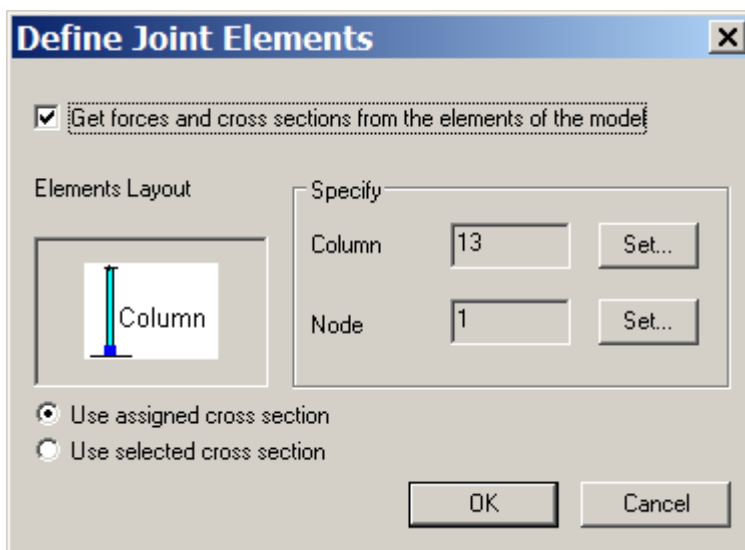 Define Joint Elements
Get forces and cross sections from the elements of the model
Elements Layout
Specify
Column 13 Set...
Column
Node 1 Set...
Use assigned cross section
Use selected cross section
OK Cancel